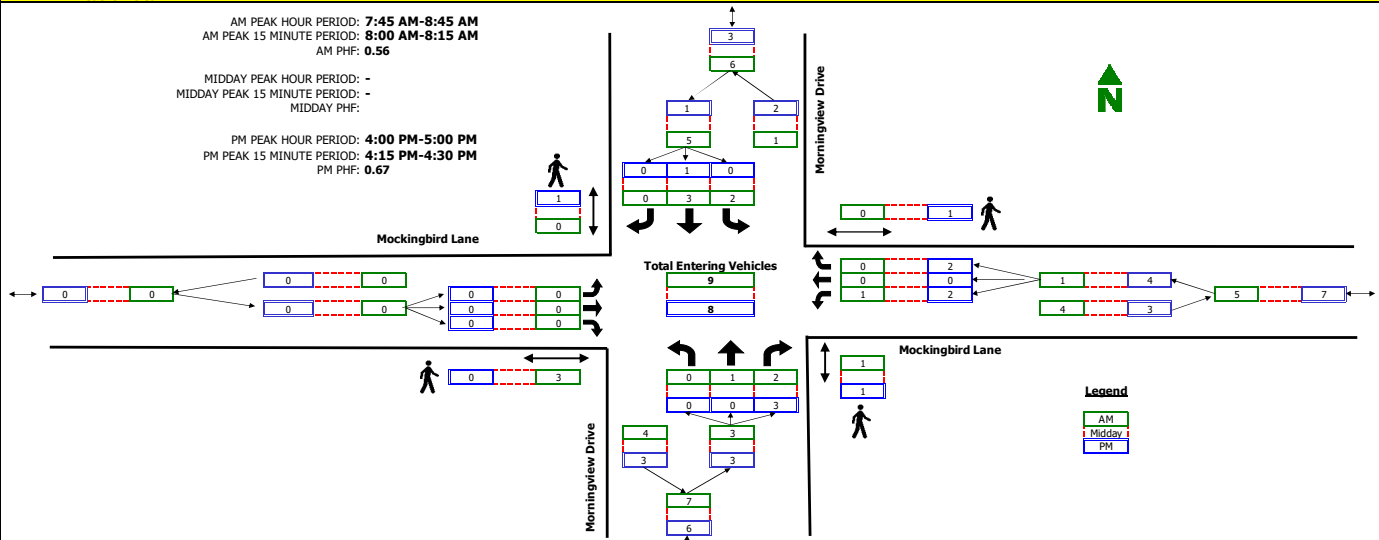 AM PEAK HOUR PERIOD: 7:45 AM-8:45 AM
AM PEAK 15 MINUTE PERIOD: 8:00 AM-8:15 AM
AM PHF: 0.56
MIDDAY PEAK HOUR PERIOD: -
MIDDAY PEAK 15 MINUTE PERIOD: -
MIDDAY PHF:
PM PEAK HOUR PERIOD: 4:00 PM-5:00 PM
PM PEAK 15 MINUTE PERIOD: 4:15 PM-4:30 PM
PM PHF: 0.67
3
6
1 2
5 1
0 1 0
0 3 2
Morningview Drive
N
1
0
0 1
Mockingbird Lane
Total Entering Vehicles
9
8
0 0
0 0
0 0
0 0
0 0
0 0
0 2
0 0
1 2
1 4
4 3
5 7
Mockingbird Lane
0 3
0 1 2
0 0 3
4 3
3 3
7
6
Morningview Drive
1
1
Legend
AM
Midday
PM